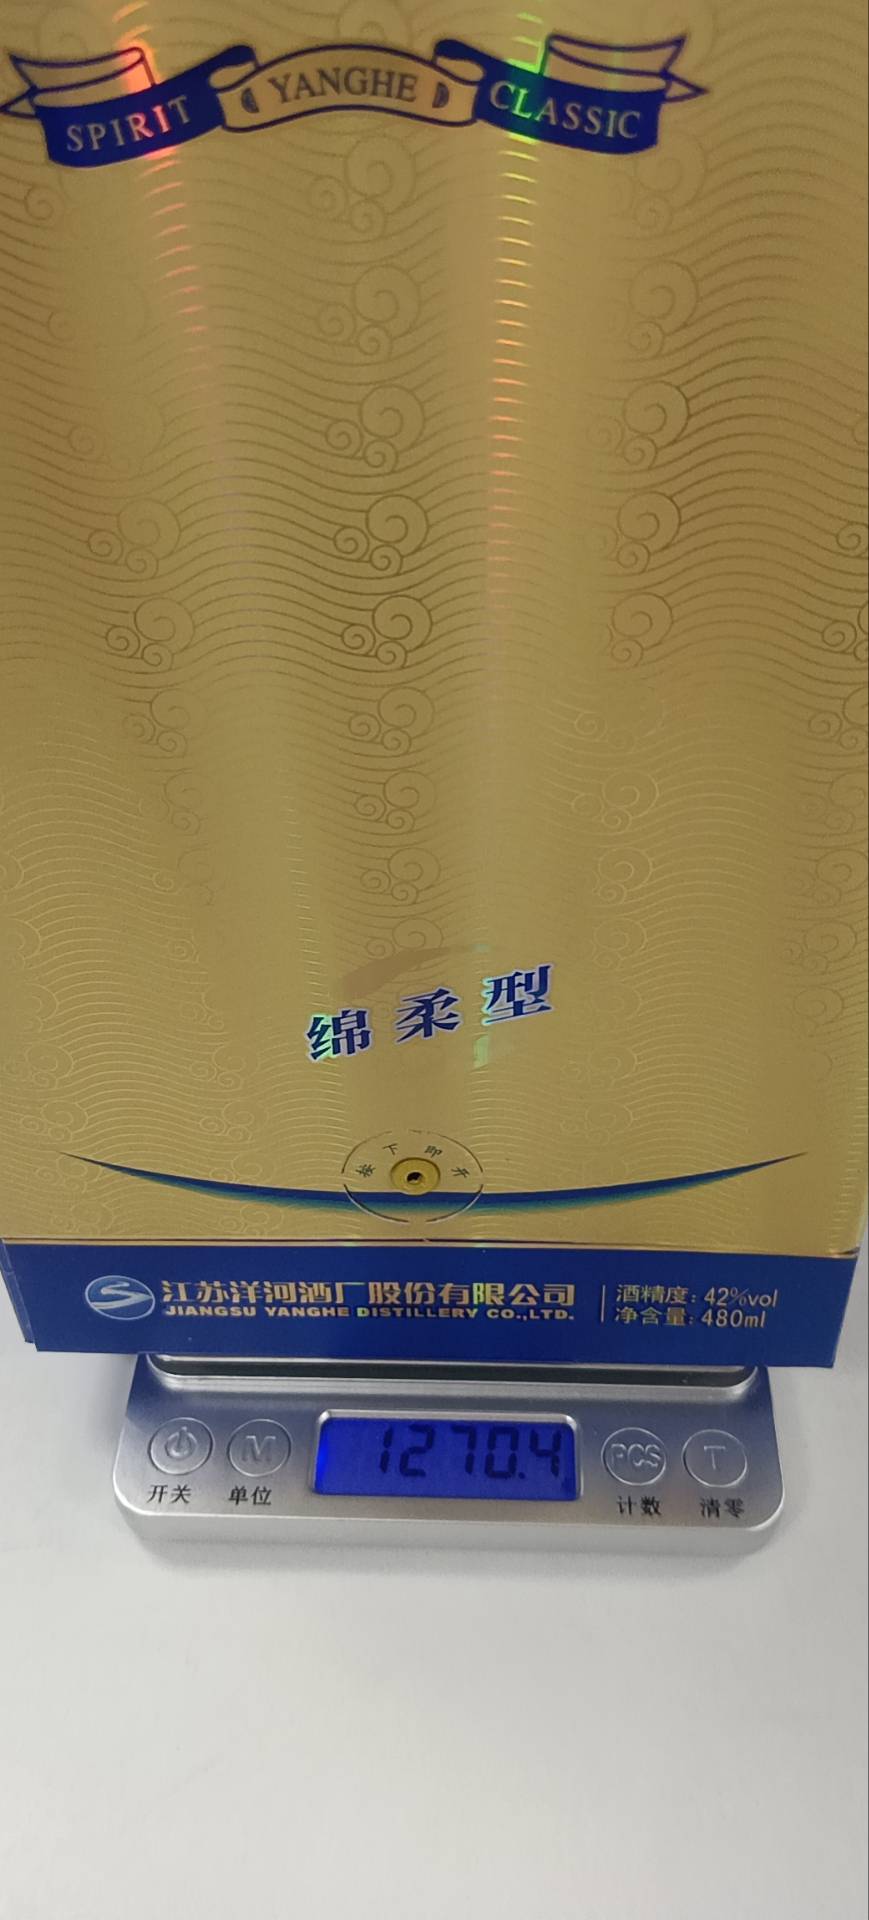 SPIRIT YANGHE CLASSIC
绵柔型
按下即开
江苏洋河酒厂股份有限公司
JIANGSU YANGHE DISTILLERY CO.,LTD.
酒精度: 42%vol
净含量: 480ml
M
1270.4
PCS
T
开关
单位
计数
清零